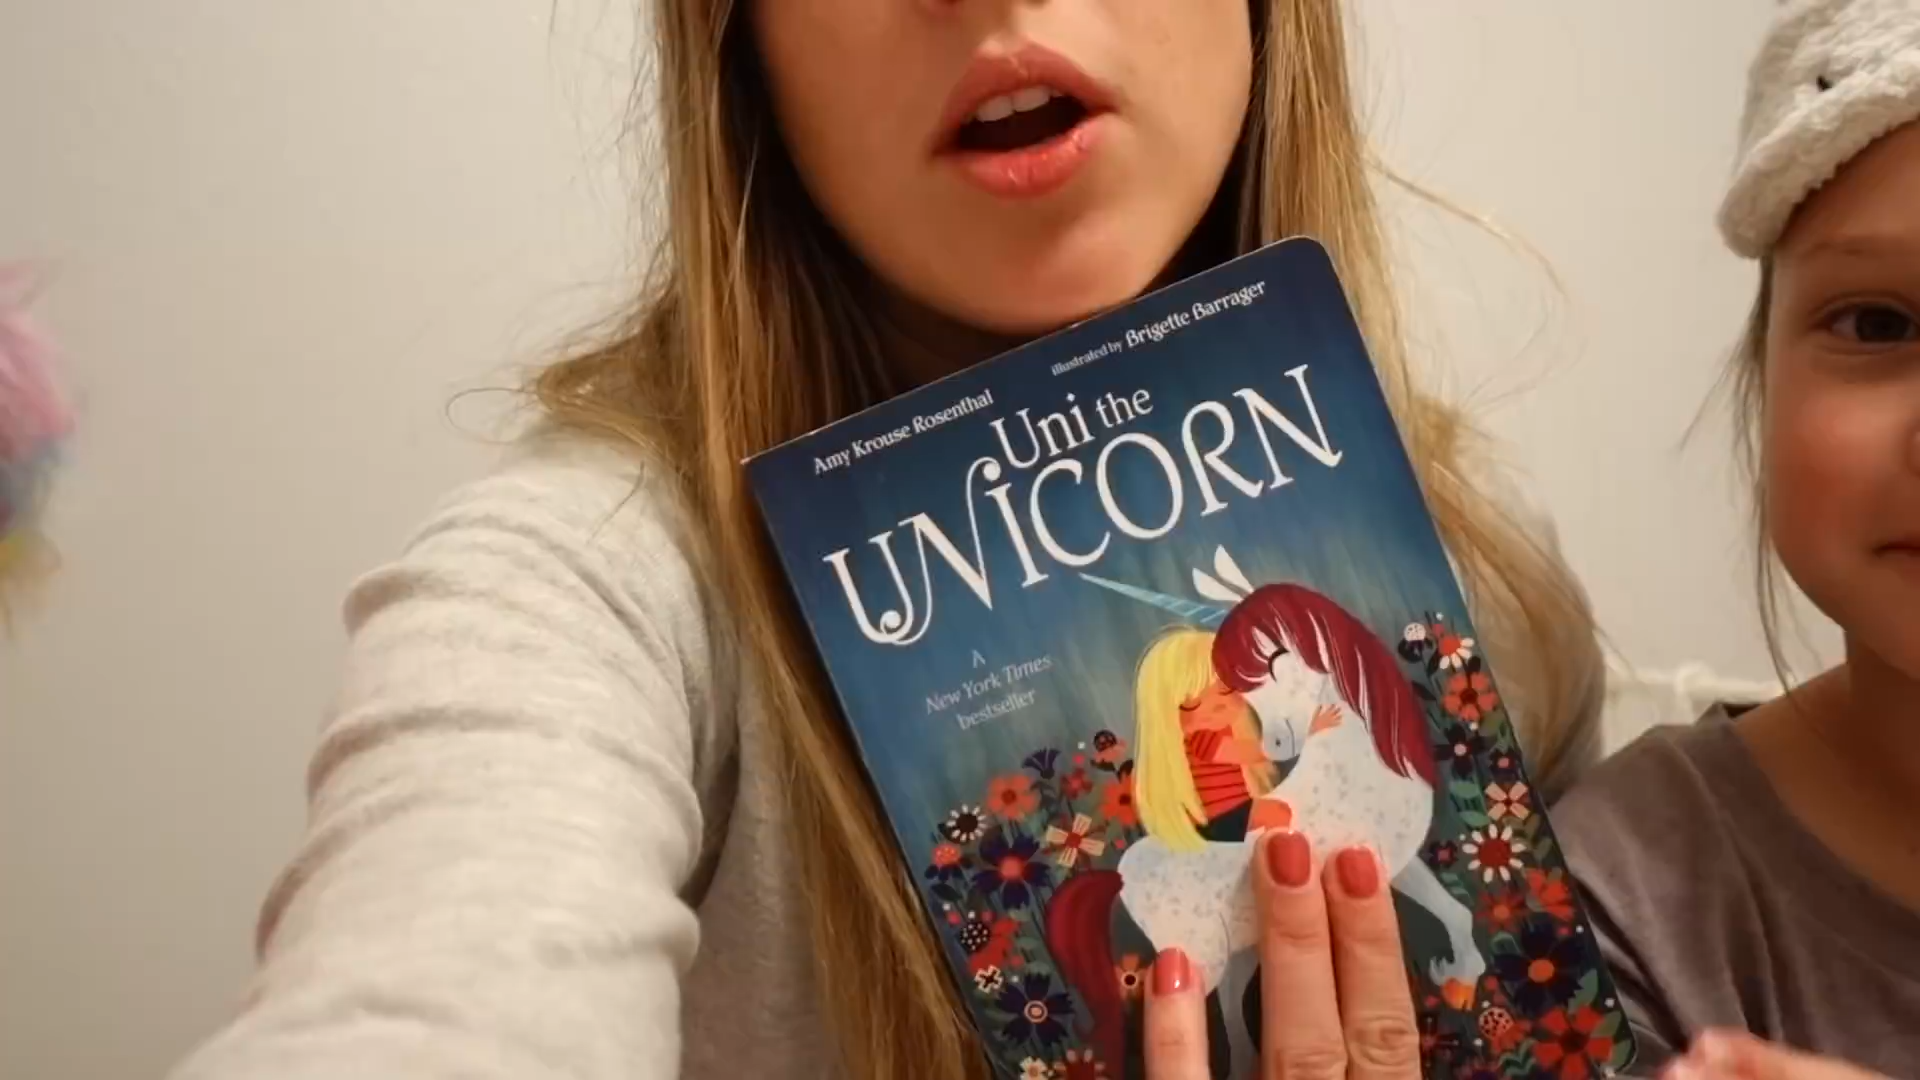 Amy Krouse Rosenthal
illustrated by Brigette Barrager
Uni the
UNICORN
A
New York Times
bestseller